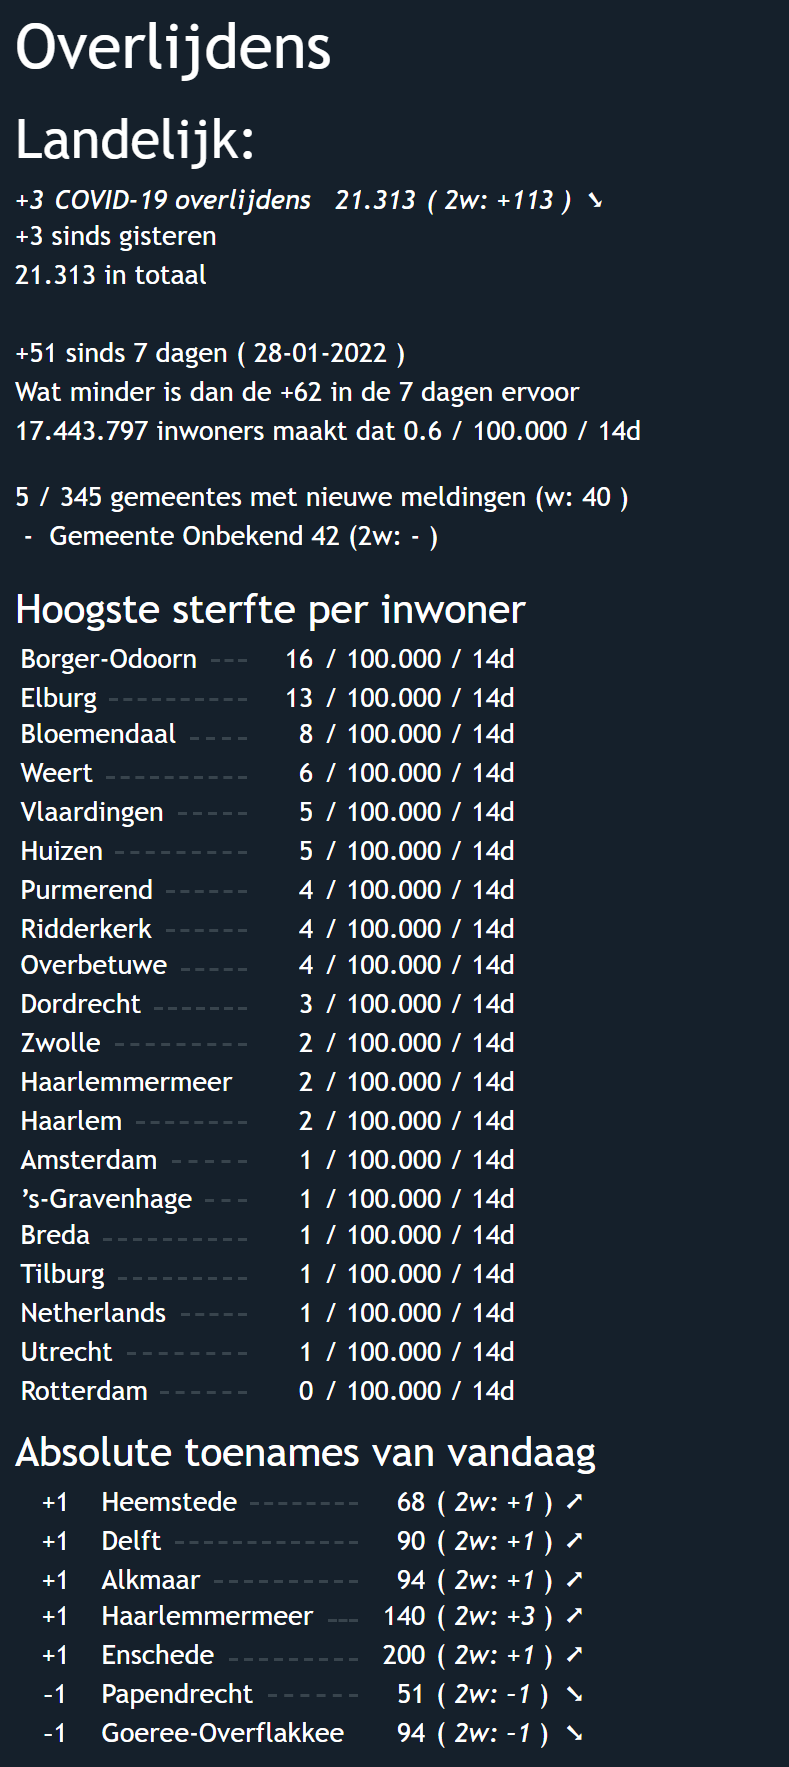 Overlijdens
Landelijk:
+3 COVID-19 overlijdens 21.313 ( 2w: +113 ) ➘
+3 sinds gisteren
21.313 in totaal
+51 sinds 7 dagen ( 28-01-2022 )
Wat minder is dan de +62 in de 7 dagen ervoor
17.443.797 inwoners maakt dat 0.6 / 100.000 / 14d
5 / 345 gemeentes met nieuwe meldingen (w: 40 )
- Gemeente Onbekend 42 (2w: - )
Hoogste sterfte per inwoner
Borger-Odoorn --- 16 / 100.000 / 14d
Elburg ---------- 13 / 100.000 / 14d
Bloemendaal ---- 8 / 100.000 / 14d
Weert ---------- 6 / 100.000 / 14d
Vlaardingen ----- 5 / 100.000 / 14d
Huizen --------- 5 / 100.000 / 14d
Purmerend ------ 4 / 100.000 / 14d
Ridderkerk ------ 4 / 100.000 / 14d
Overbetuwe ----- 4 / 100.000 / 14d
Dordrecht ------- 3 / 100.000 / 14d
Zwolle --------- 2 / 100.000 / 14d
Haarlemmermeer 2 / 100.000 / 14d
Haarlem -------- 2 / 100.000 / 14d
Amsterdam ----- 1 / 100.000 / 14d
’s-Gravenhage --- 1 / 100.000 / 14d
Breda ---------- 1 / 100.000 / 14d
Tilburg --------- 1 / 100.000 / 14d
Netherlands ----- 1 / 100.000 / 14d
Utrecht -------- 1 / 100.000 / 14d
Rotterdam ------ 0 / 100.000 / 14d
Absolute toenames van vandaag
+1 Heemstede -------- 68 ( 2w: +1 ) ➚
+1 Delft ------------- 90 ( 2w: +1 ) ➚
+1 Alkmaar ---------- 94 ( 2w: +1 ) ➚
+1 Haarlemmermeer --- 140 ( 2w: +3 ) ➚
+1 Enschede --------- 200 ( 2w: +1 ) ➚
-1 Papendrecht ------ 51 ( 2w: -1 ) ➘
-1 Goeree-Overflakkee 94 ( 2w: -1 ) ➘